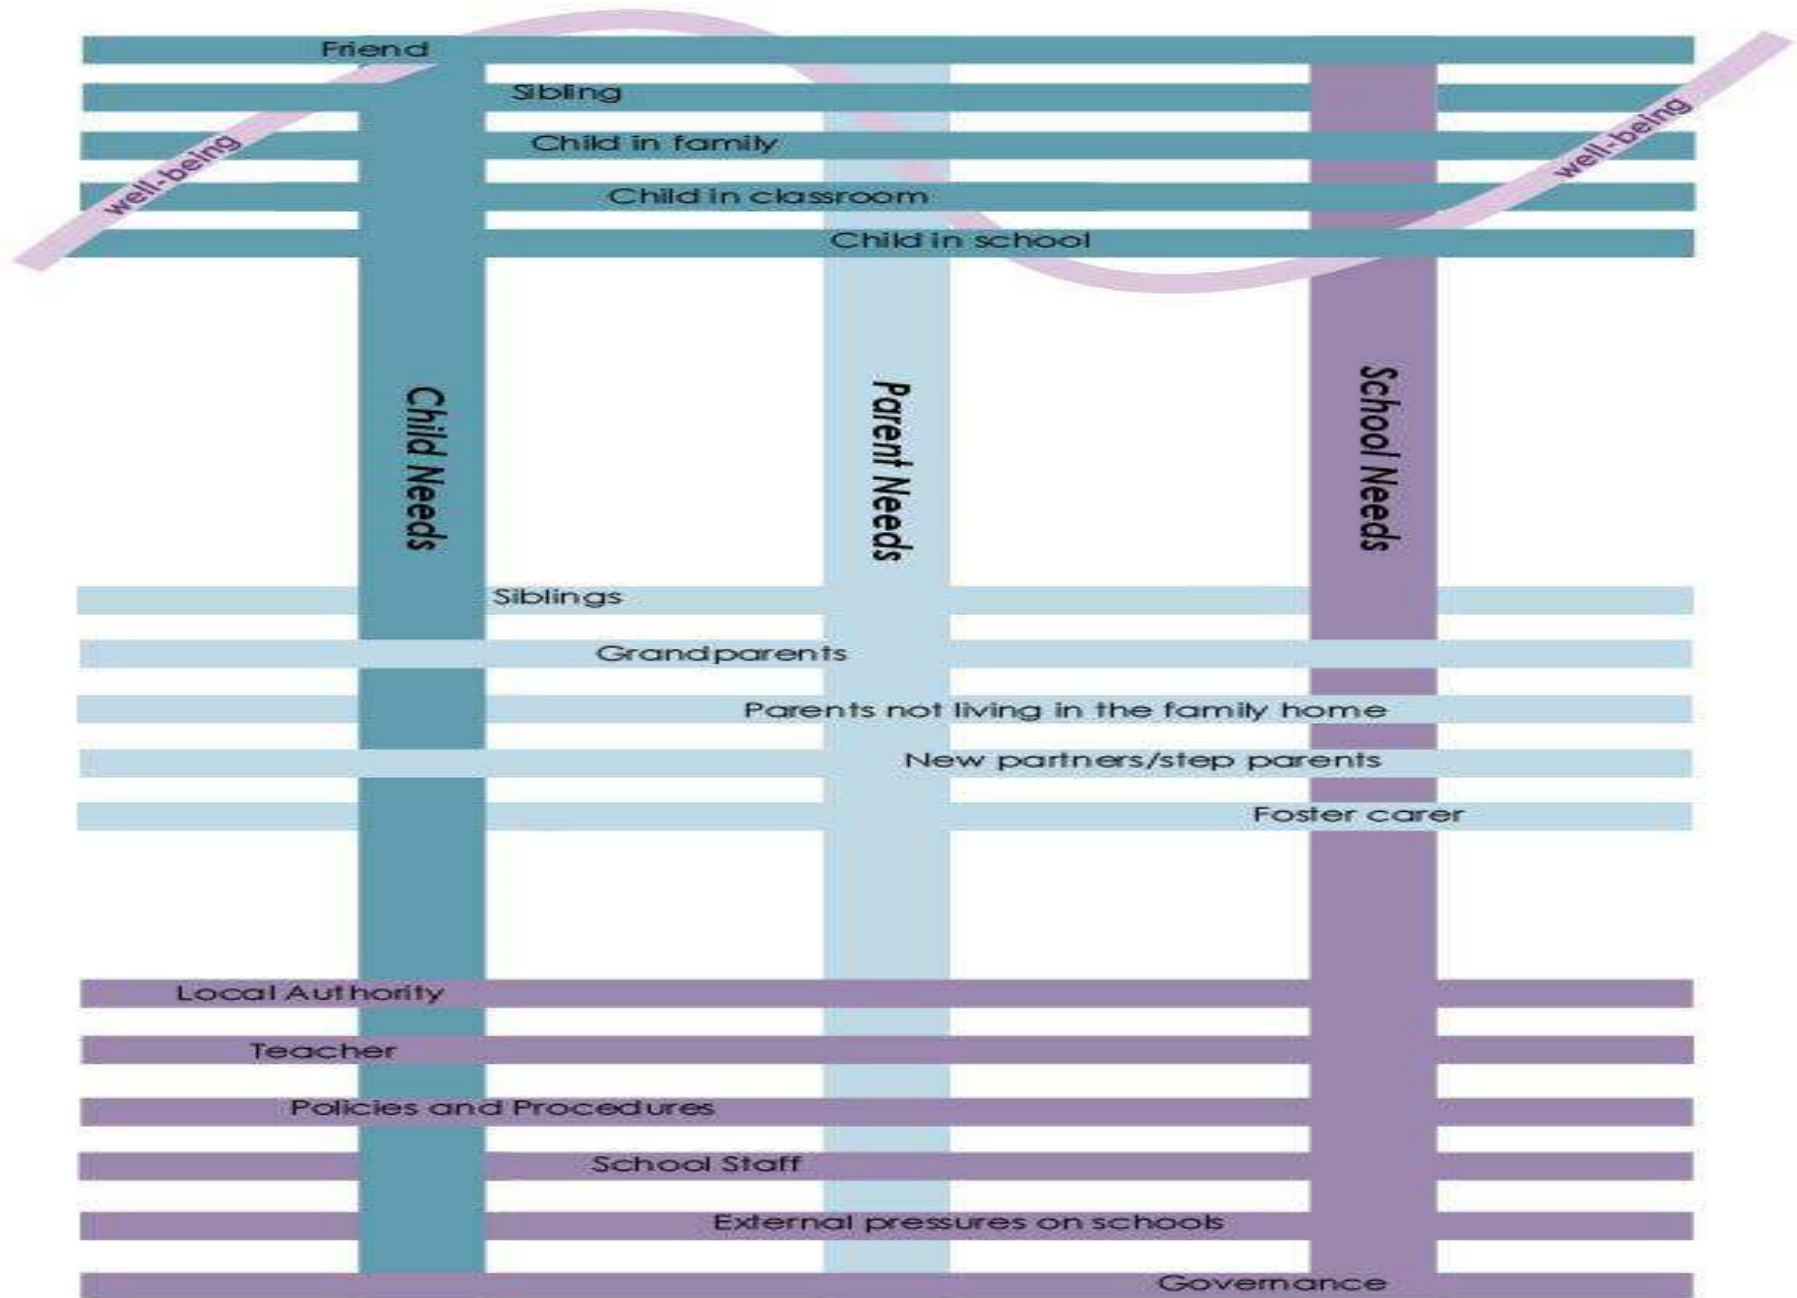 Friend
Sibling
Child in family
well-being
well-being
Child in classroom
Child in school
Child Needs
Parent Needs
School Needs
Siblings
Grandparents
Parents not living in the family home
New partners/step parents
Foster carer
Local Authority
Teacher
Policies and Procedures
School Staff
External pressures on schools
Governance